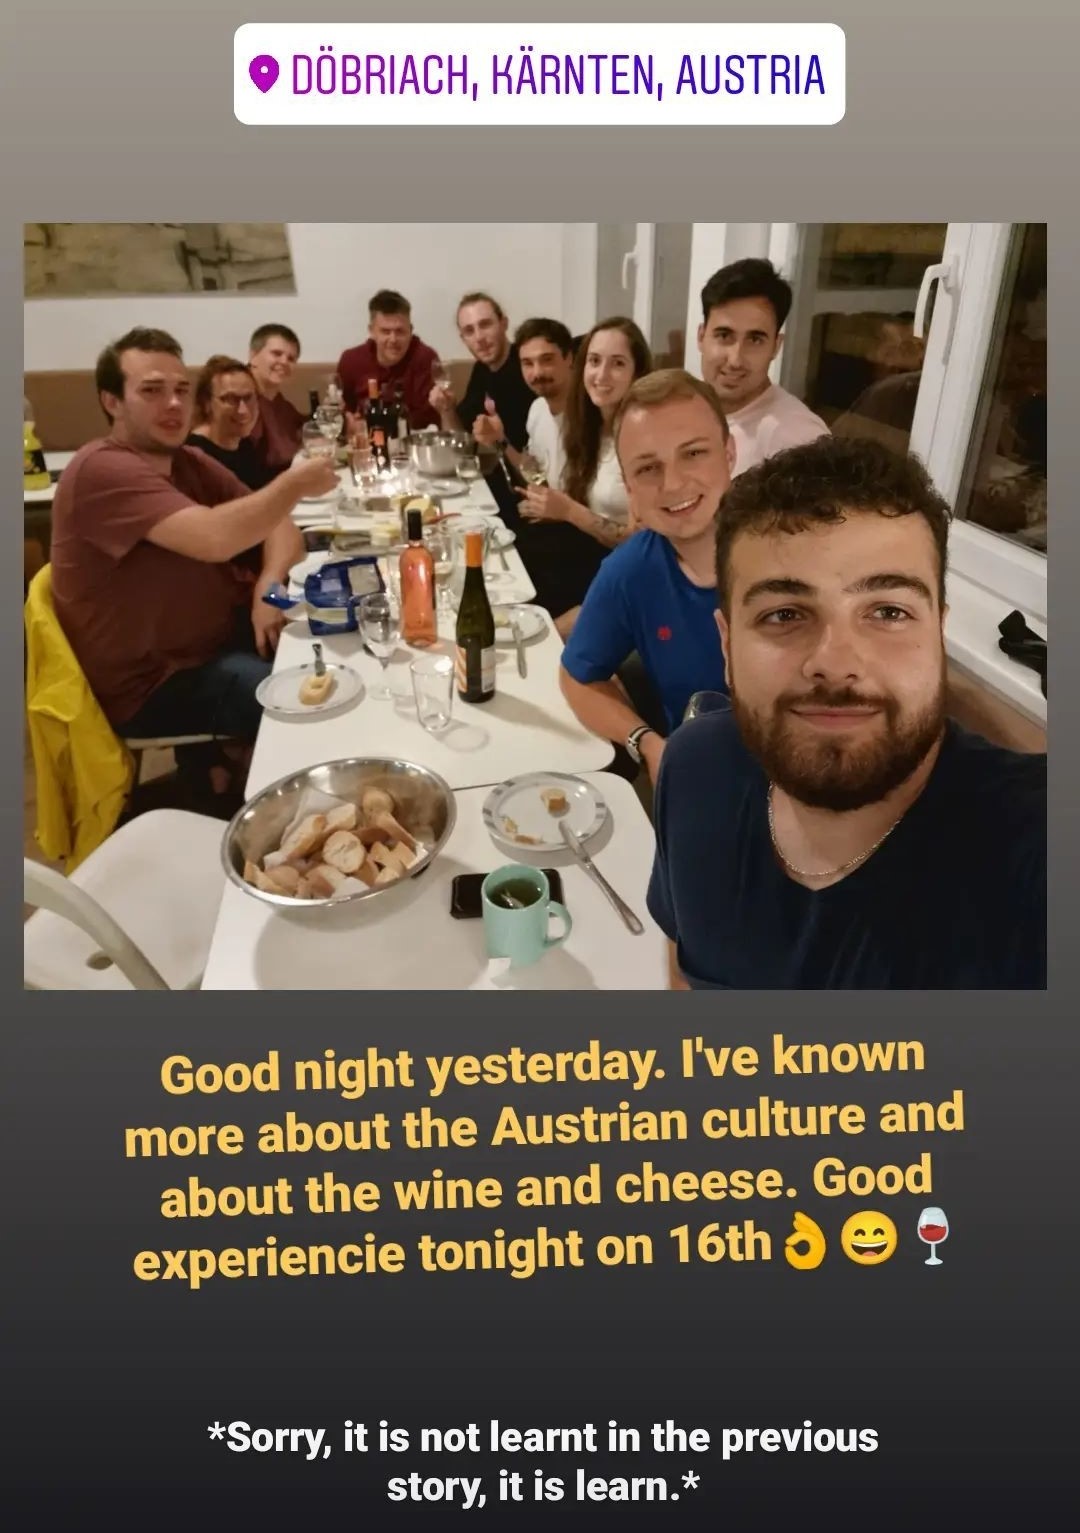 DÖBRIACH, KÄRNTEN, AUSTRIA
Good night yesterday. I've known
more about the Austrian culture and
about the wine and cheese. Good
experiencie tonight on 16th👌😄🍷
*Sorry, it is not learnt in the previous
story, it is learn.*